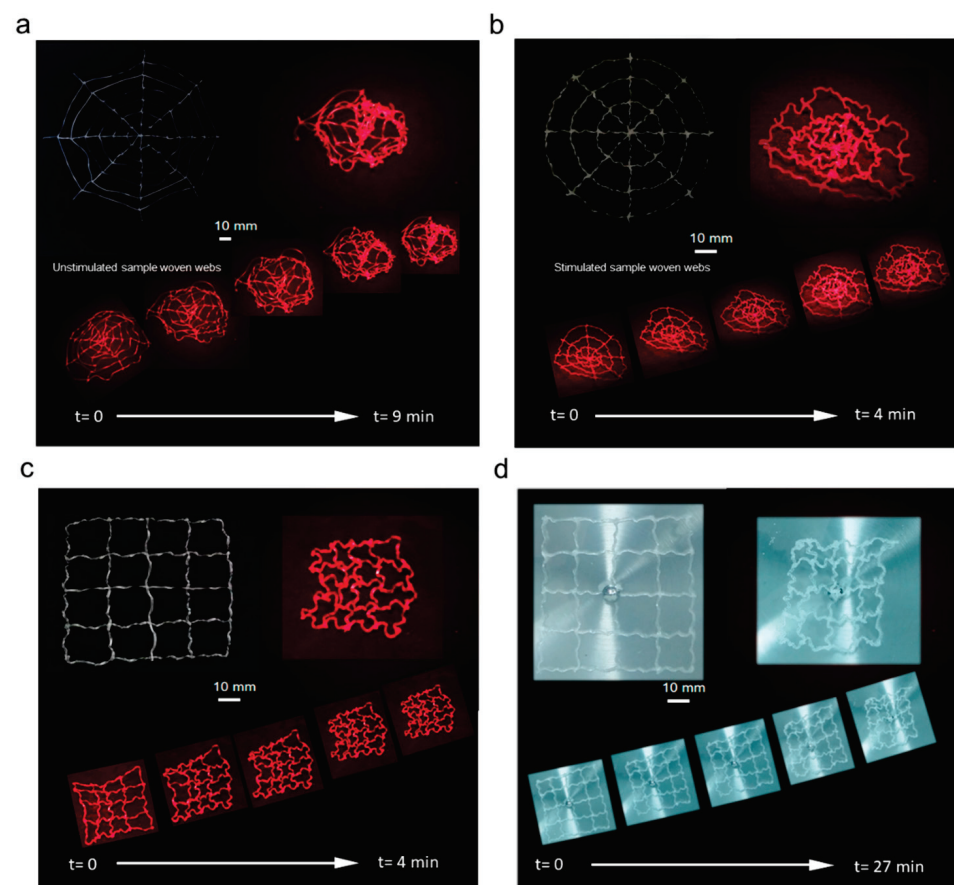 a
10 mm
Unstimulated sample woven webs
t= 0
t= 9 min
b
10 mm
Stimulated sample woven webs
t= 0
t= 4 min
c
10 mm
t= 0
t= 4 min
d
10 mm
t= 0
t= 27 min